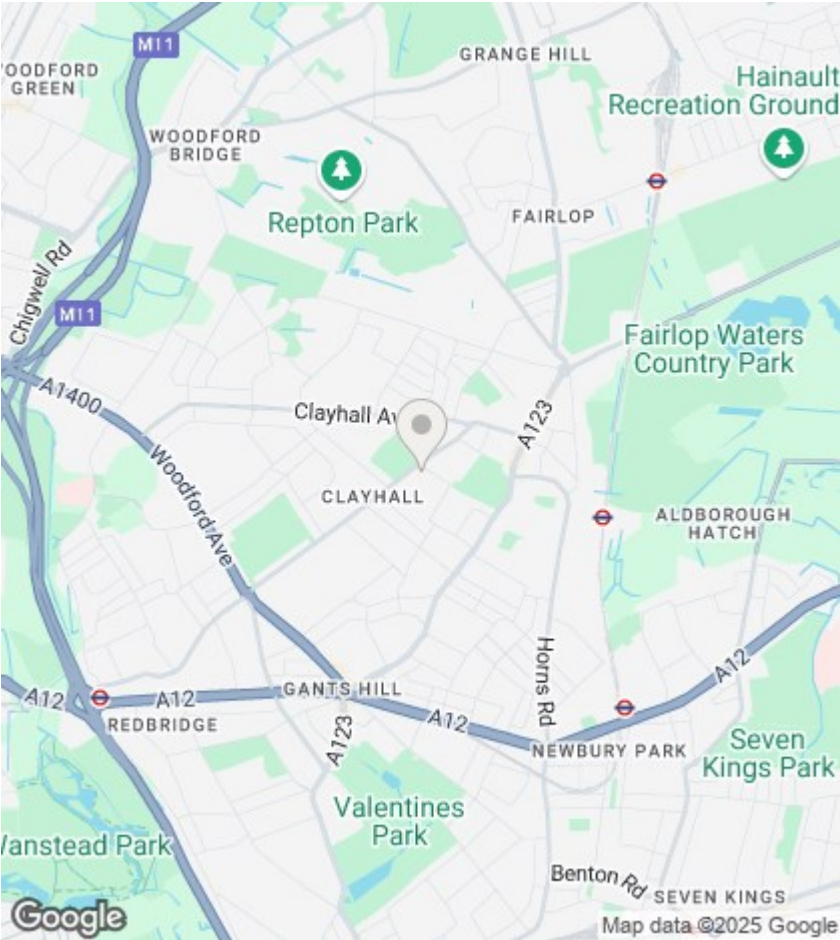 M11
GRANGE HILL
OODFORD
GREEN
Hainault
Recreation Ground
WOODFORD
BRIDGE
Repton Park
FAIRLOP
Chigwell Rd
M11
Fairlop Waters
Country Park
A1400
Clayhall Av
A123
Woodford Ave
CLAYHALL
ALDBOROUGH
HATCH
Horns Rd
A12
A12
A12
GANTS HILL
A12
REDBRIDGE
A123
NEWBURY PARK
Seven
Kings Park
Valentines
Park
Wanstead Park
Benton Rd
SEVEN KINGS
Google
Map data ©2025 Google